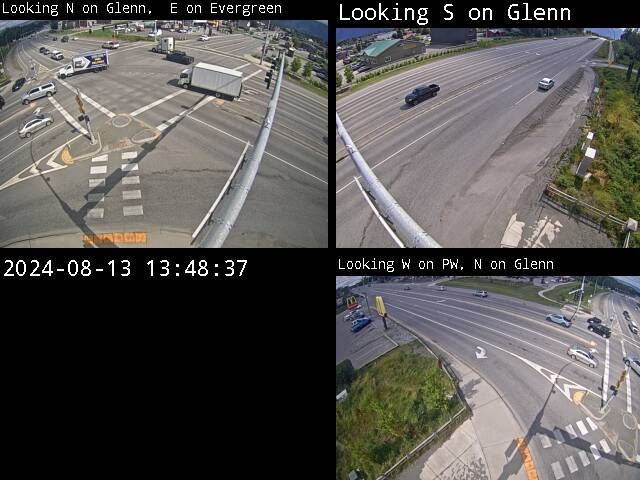 Looking N on Glenn,  E on Evergreen
Looking S on Glenn
2024-08-13 13:48:37
Looking W on PW, N on Glenn